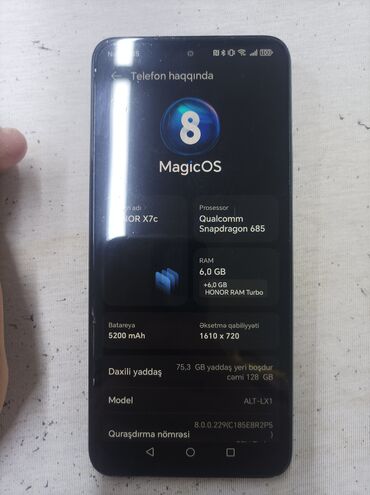 Telefon haqqında
8
MagicOS
adı
X7c
Prosessor
Qualcomm
Snapdragon 685
RAM
6,0 GB
+6,0 GB
HONOR RAM Turbo
Batareya
5200 mAh
Əksetmə qabiliyyəti
1610 x 720
Daxili yaddaş
75,3 GB yaddaş yeri boşdur
cəmi 128 GB
Model
ALT-LX1
Quraşdırma nömrəsi
8.0.0.229(C185E8R2P5
)